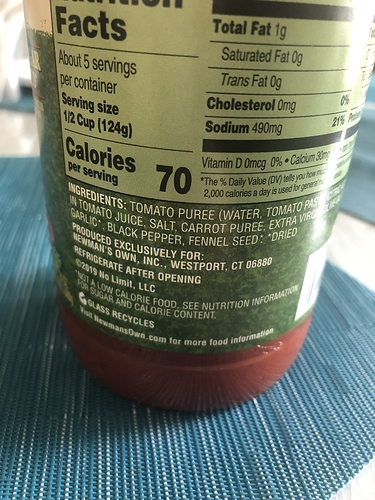 Nutrition
Facts
About 5 servings
per container
Serving size
1/2 Cup (124g)
Calories
per serving
70
Total Fat 1g
Saturated Fat 0g
Trans Fat 0g
Cholesterol 0mg 0%
Sodium 490mg 21%
Vitamin D 0mcg 0% • Calcium 30mg
*The % Daily Value (DV) tells you how mu
2,000 calories a day is used for general
INGREDIENTS: TOMATO PUREE (WATER, TOMATO PAS
IN TOMATO JUICE, SALT, CARROT PUREE, EXTRA VIRG
GARLIC*, BLACK PEPPER, FENNEL SEED. *DRIED
PRODUCED EXCLUSIVELY FOR:
NEWMAN'S OWN, INC., WESTPORT, CT 06880
REFRIGERATE AFTER OPENING
©2019 No Limit, LLC
NOT A LOW CALORIE FOOD. SEE NUTRITION INFORMATION
FOR SUGAR AND CALORIE CONTENT.
GLASS RECYCLES
Visit NewmansOwn.com for more food information